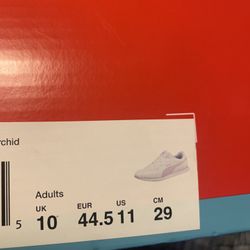 rchid
Adults
UK EUR US CM
5 10 44.5 11 29